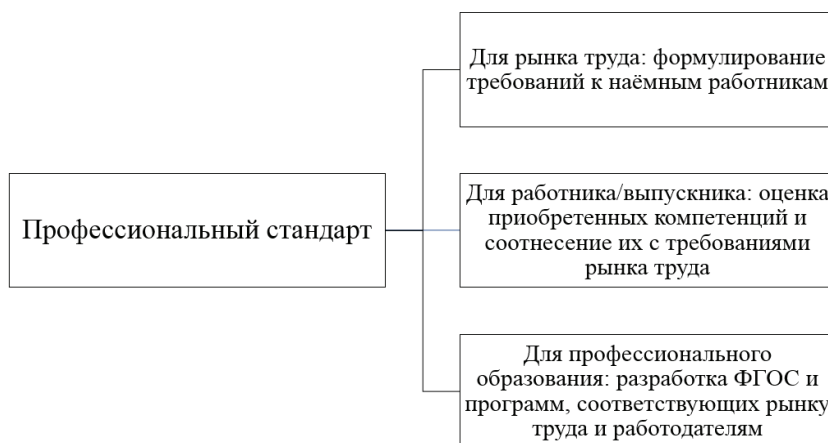 Для рынка труда: формулирование
требований к наёмным работникам
Профессиональный стандарт
Для работника/выпускника: оценка
приобретенных компетенций и
соотнесение их с требованиями
рынка труда
Для профессионального
образования: разработка ФГОС и
программ, соответствующих рынку
труда и работодателям